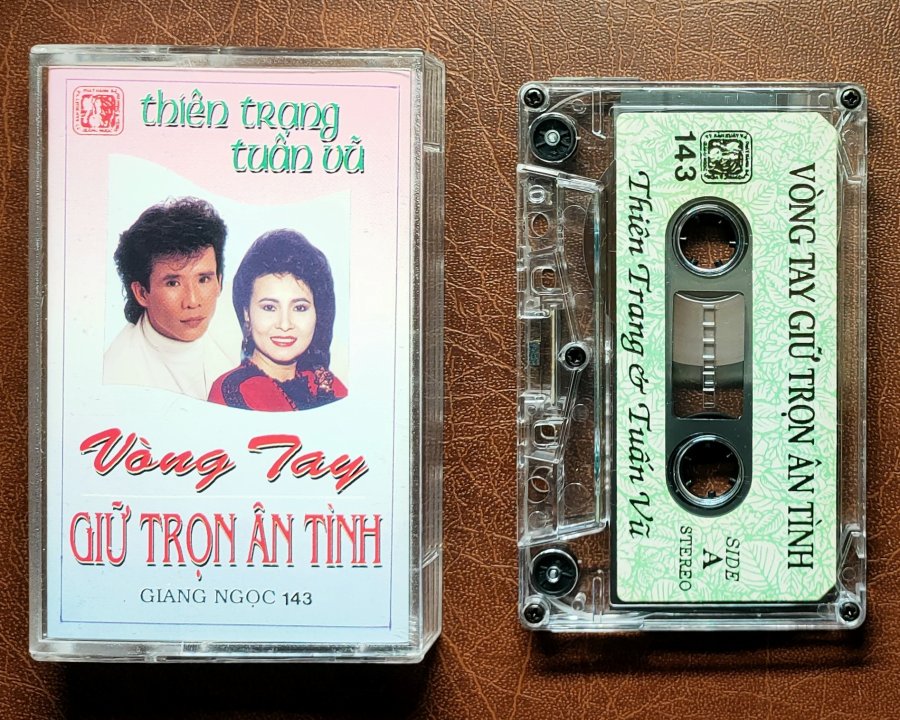 thiên trang
tuấn vũ
Vòng Tay
GIỮ TRỌN ÂN TÌNH
GIANG NGỌC 143
143
VÒNG TAY GIỮ TRỌN ÂN TÌNH
Thiên Trang & Tuấn Vũ
SIDE
A
STEREO